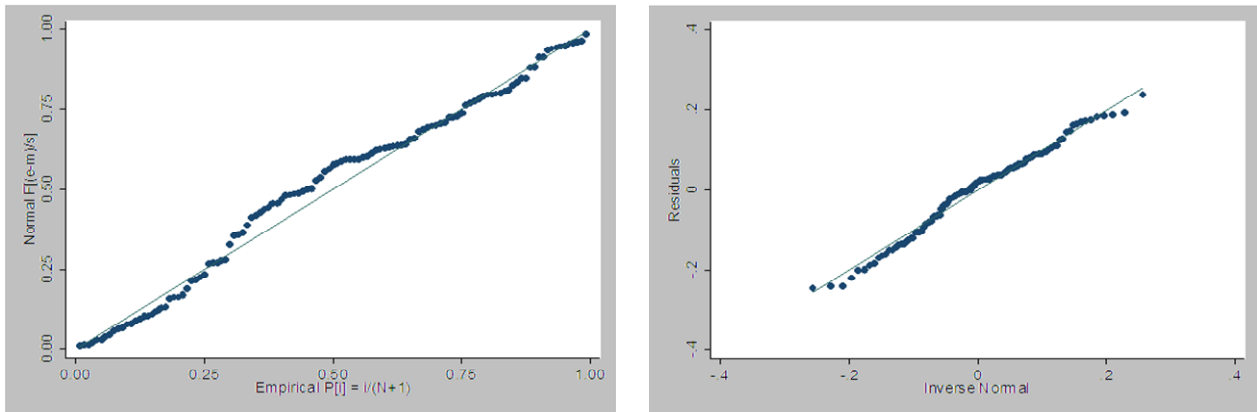 Normal F[(e-m)/s]
1.00
0.75
0.50
0.25
0.00
0.00 0.25 0.50 0.75 1.00
Empirical P[i] = i/(N+1)
Residuals
.4
.2
0
-.2
-.4
-.4 -.2 0 .2 .4
Inverse Normal